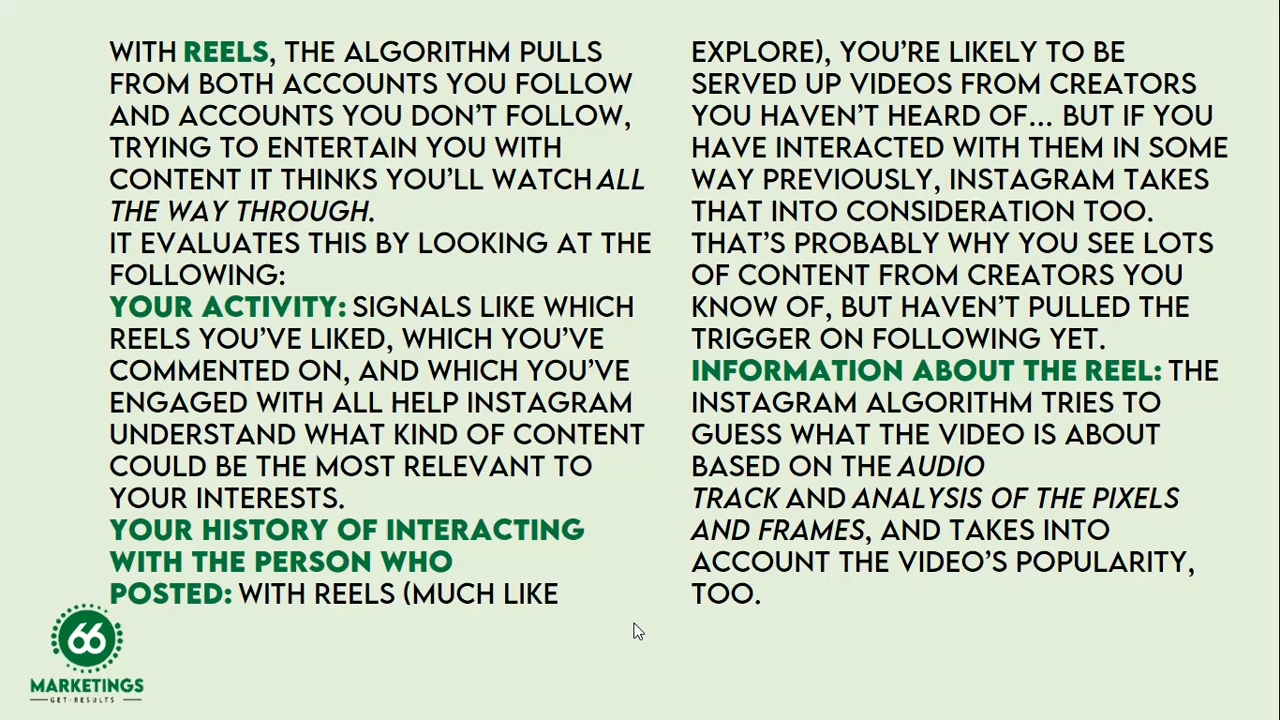 WITH REELS, THE ALGORITHM PULLS
FROM BOTH ACCOUNTS YOU FOLLOW
AND ACCOUNTS YOU DON'T FOLLOW,
TRYING TO ENTERTAIN YOU WITH
CONTENT IT THINKS YOU'LL WATCH ALL
THE WAY THROUGH.
IT EVALUATES THIS BY LOOKING AT THE
FOLLOWING:
YOUR ACTIVITY: SIGNALS LIKE WHICH
REELS YOU'VE LIKED, WHICH YOU'VE
COMMENTED ON, AND WHICH YOU'VE
ENGAGED WITH ALL HELP INSTAGRAM
UNDERSTAND WHAT KIND OF CONTENT
COULD BE THE MOST RELEVANT TO
YOUR INTERESTS.
YOUR HISTORY OF INTERACTING
WITH THE PERSON WHO
POSTED: WITH REELS (MUCH LIKE
EXPLORE), YOU'RE LIKELY TO BE
SERVED UP VIDEOS FROM CREATORS
YOU HAVEN'T HEARD OF... BUT IF YOU
HAVE INTERACTED WITH THEM IN SOME
WAY PREVIOUSLY, INSTAGRAM TAKES
THAT INTO CONSIDERATION TOO.
THAT'S PROBABLY WHY YOU SEE LOTS
OF CONTENT FROM CREATORS YOU
KNOW OF, BUT HAVEN'T PULLED THE
TRIGGER ON FOLLOWING YET.
INFORMATION ABOUT THE REEL: THE
INSTAGRAM ALGORITHM TRIES TO
GUESS WHAT THE VIDEO IS ABOUT
BASED ON THE AUDIO
TRACK AND ANALYSIS OF THE PIXELS
AND FRAMES, AND TAKES INTO
ACCOUNT THE VIDEO'S POPULARITY,
TOO.
66
MARKETINGS
GET-RESULTS